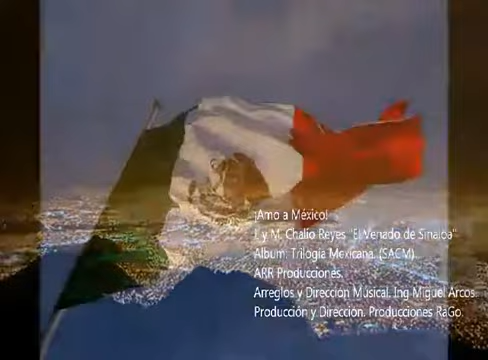 ¡Amo a México!
L y M. Chalio Reyes "El Venado de Sinaloa"
Album: Trilogía Mexicana. (SACM)
ARR Producciones.
Arreglos y Dirección Musical. Ing Miguel Arcos.
Producción y Dirección. Producciones RaGo.